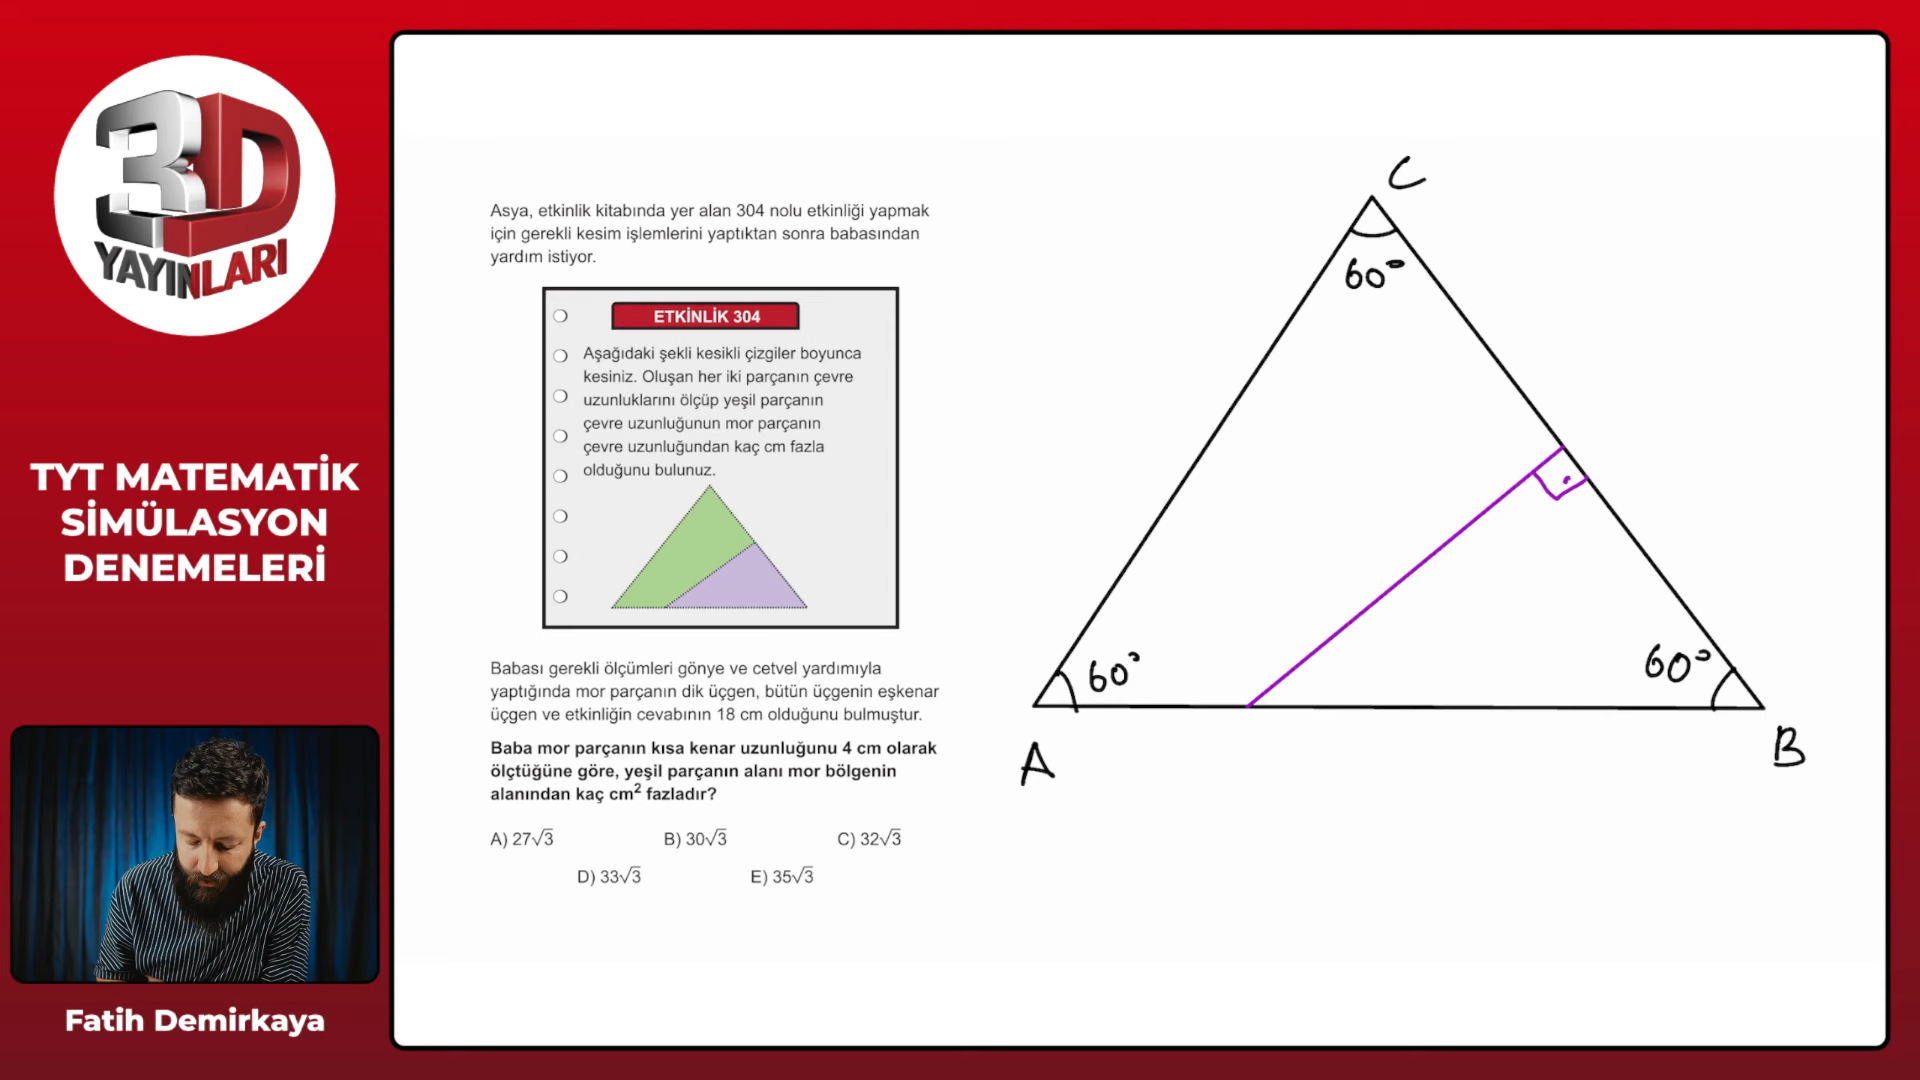 3D
YAYINLARI
TYT MATEMATİK
SİMÜLASYON
DENEMELERİ
Fatih Demirkaya
Asya, etkinlik kitabında yer alan 304 nolu etkinliği yapmak
için gerekli kesim işlemlerini yaptıktan sonra babasından
yardım istiyor.
ETKİNLİK 304
Aşağıdaki şekli kesikli çizgiler boyunca
kesiniz. Oluşan her iki parçanın çevre
uzunluklarını ölçüp yeşil parçanın
çevre uzunluğunun mor parçanın
çevre uzunluğundan kaç cm fazla
olduğunu bulunuz.
Babası gerekli ölçümleri gönye ve cetvel yardımıyla
yaptığında mor parçanın dik üçgen, bütün üçgenin eşkenar
üçgen ve etkinliğin cevabının 18 cm olduğunu bulmuştur.
Baba mor parçanın kısa kenar uzunluğunu 4 cm olarak
ölçtüğüne göre, yeşil parçanın alanı mor bölgenin
alanından kaç cm² fazladır?
A) 27√3 B) 30√3 C) 32√3
D) 33√3 E) 35√3
C
60°
60° 60°
A B